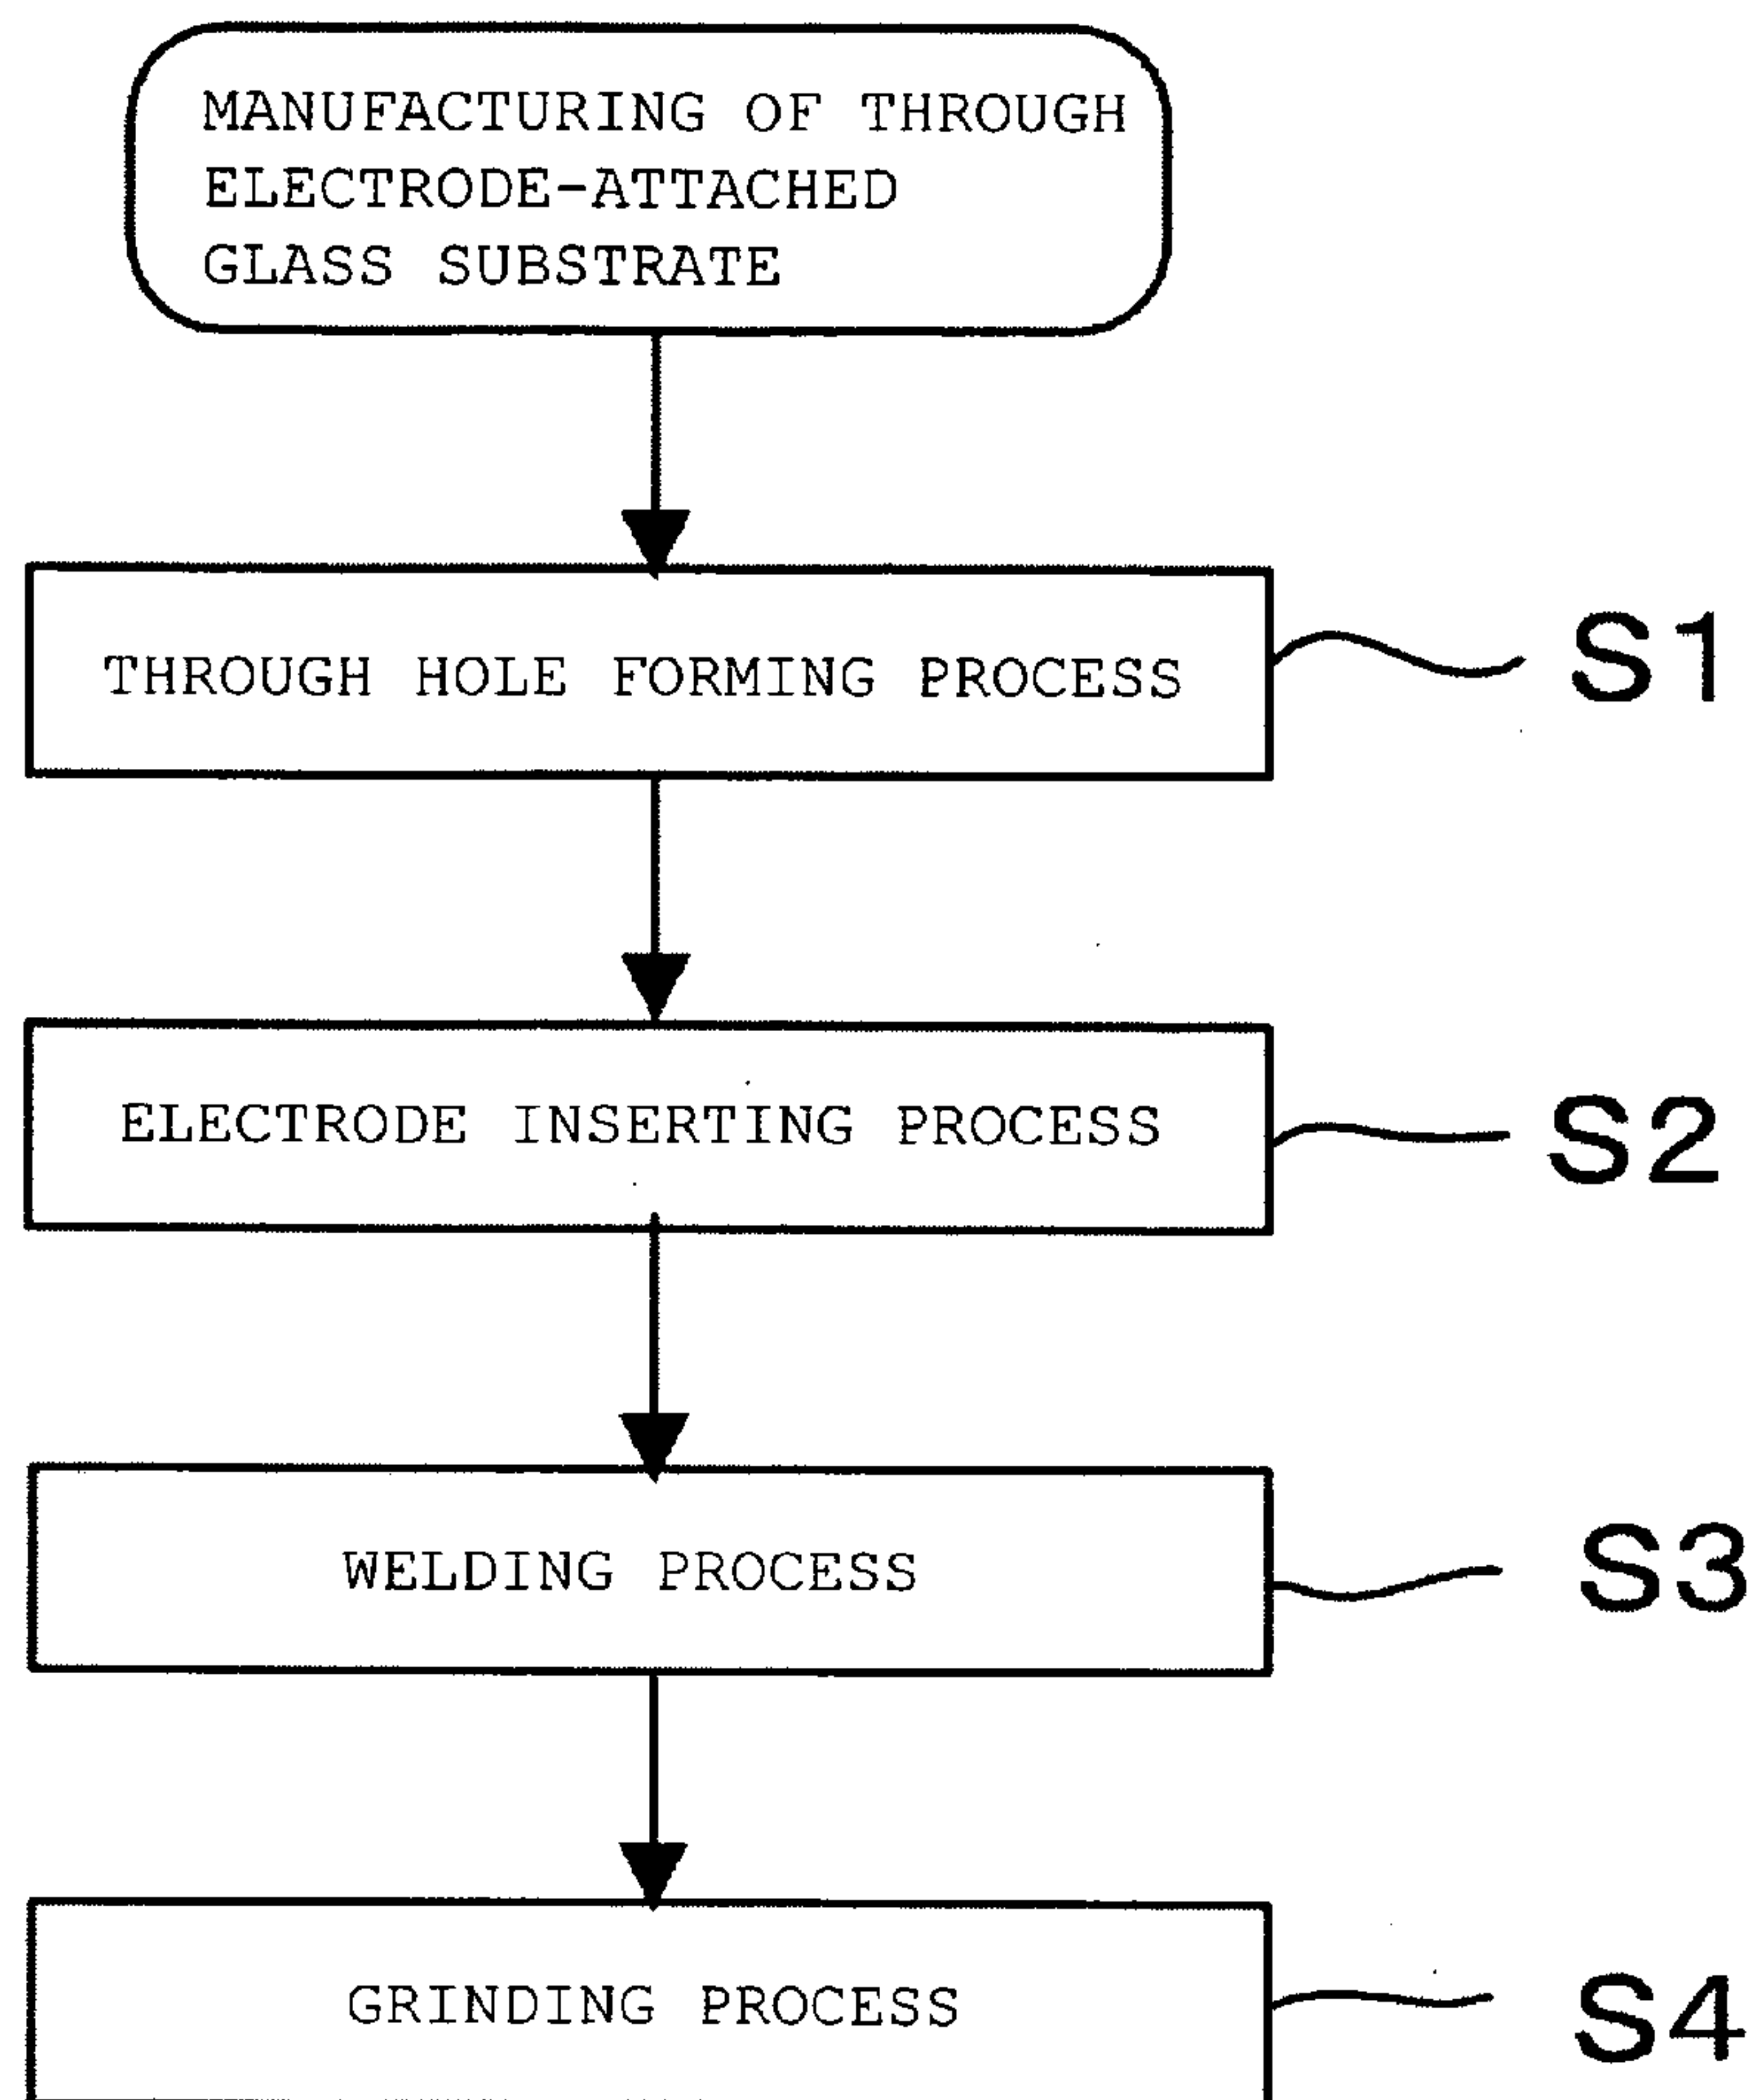 MANUFACTURING OF THROUGH
ELECTRODE-ATTACHED
GLASS SUBSTRATE
THROUGH HOLE FORMING PROCESS
S1
ELECTRODE INSERTING PROCESS
S2
WELDING PROCESS
S3
GRINDING PROCESS
S4